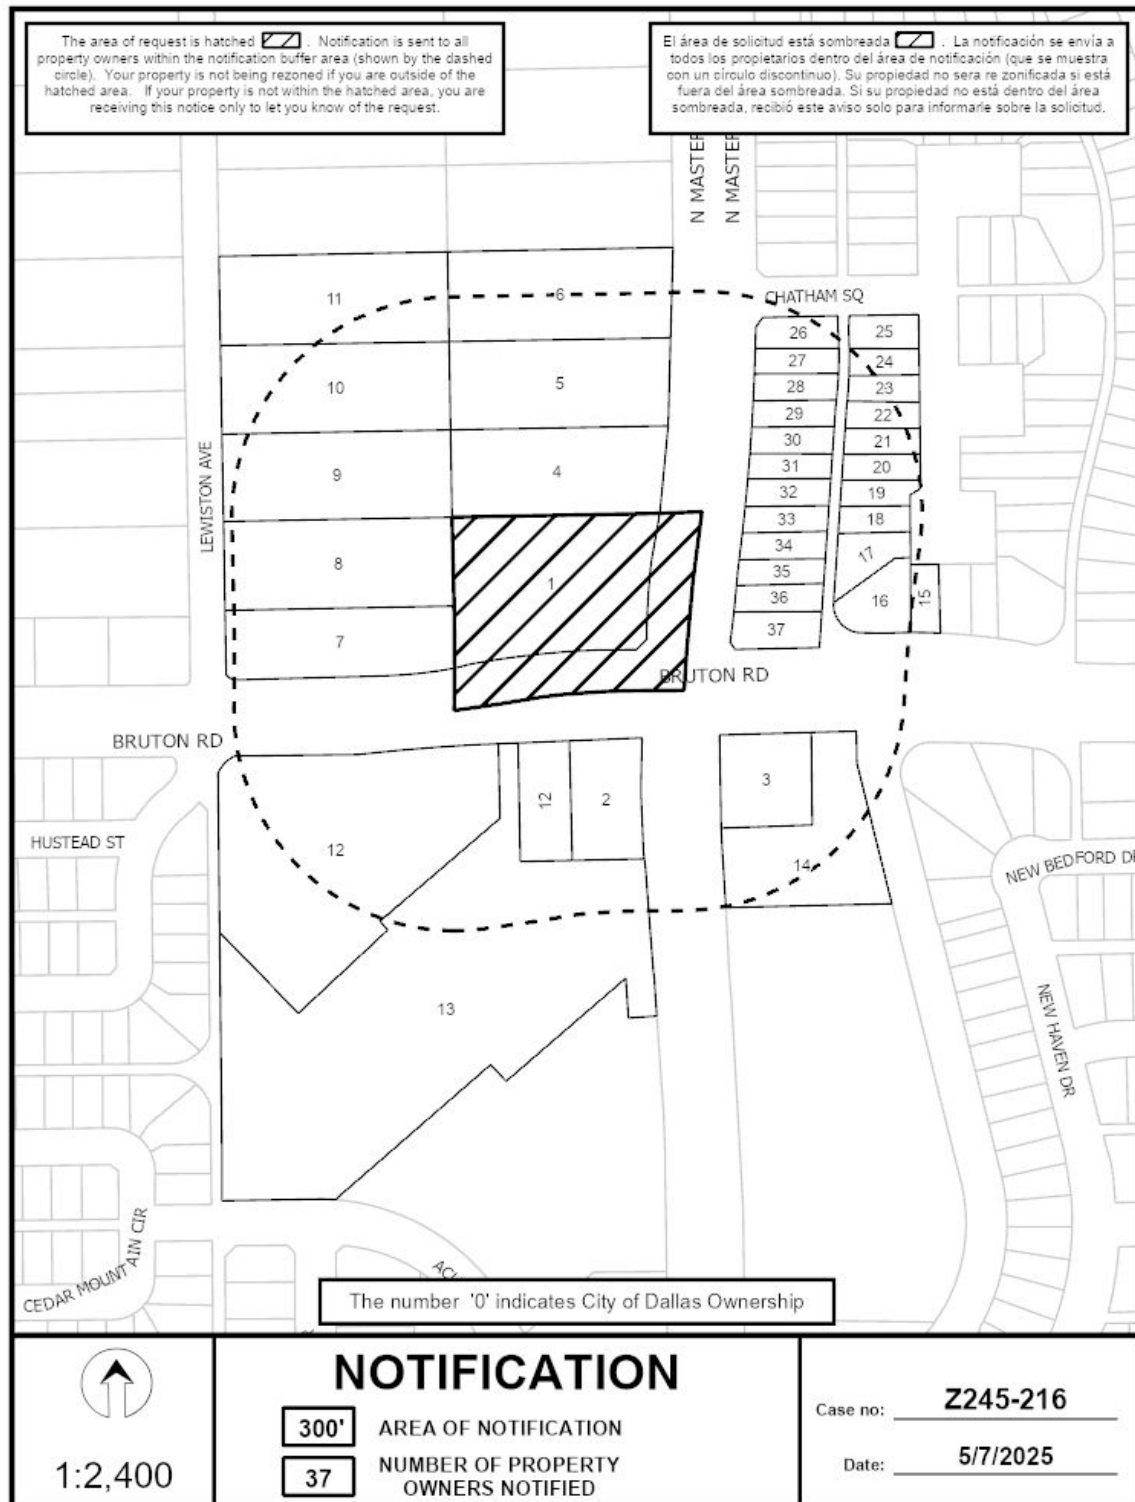 The area of request is hatched . Notification is sent to all
property owners within the notification buffer area (shown by the dashed
circle). Your property is not being rezoned if you are outside of the
hatched area. If your property is not within the hatched area, you are
receiving this notice only to let you know of the request.
El área de solicitud está sombreada . La notificación se envía a
todos los propietarios dentro del área de notificación (que se muestra
con un círculo discontinuo). Su propiedad no sera re zonificada si está
fuera del área sombreada. Si su propiedad no está dentro del área
sombreada, recibió este aviso solo para informarle sobre la solicitud.
N MASTER
N MASTER
CHATHAM SQ
11
6
26
25
27
24
10
5
28
23
29
22
30
21
LEWISTON AVE
9
4
31
20
32
19
33
18
8
1
34
17
35
36
16
15
7
37
BRUTON RD
BRUTON RD
12
2
3
HUSTEAD ST
12
14
NEW BEDFORD DR
13
NEW HAVEN DR
CEDAR MOUNTAIN CIR
The number '0' indicates City of Dallas Ownership
1:2,400
NOTIFICATION
300' AREA OF NOTIFICATION
37 NUMBER OF PROPERTY
OWNERS NOTIFIED
Case no: Z245-216
Date: 5/7/2025